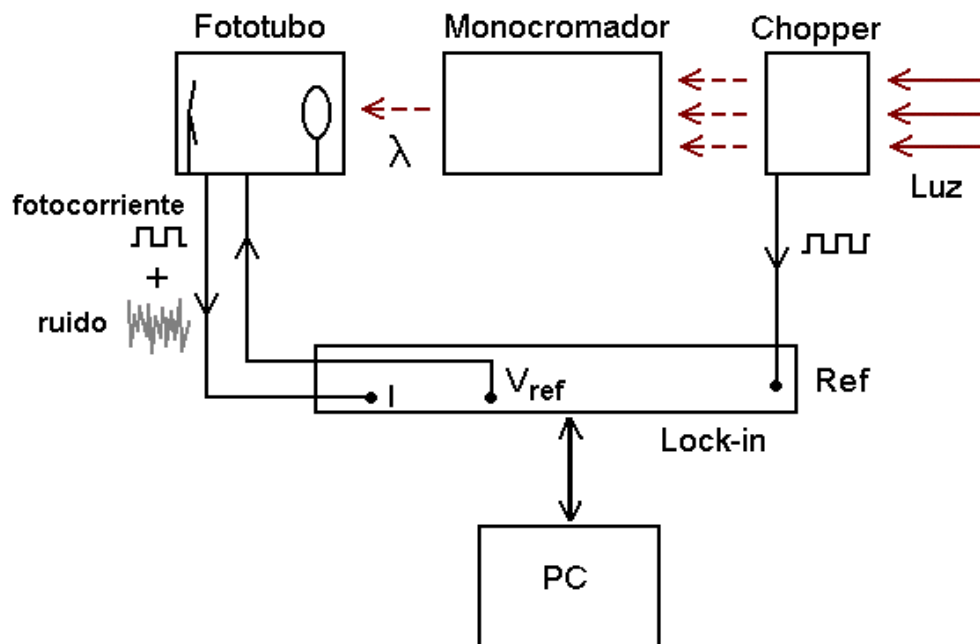 Fototubo
Monocromador
Chopper
λ
Luz
fotocorriente
+
ruido
I
Vref
Ref
Lock-in
PC